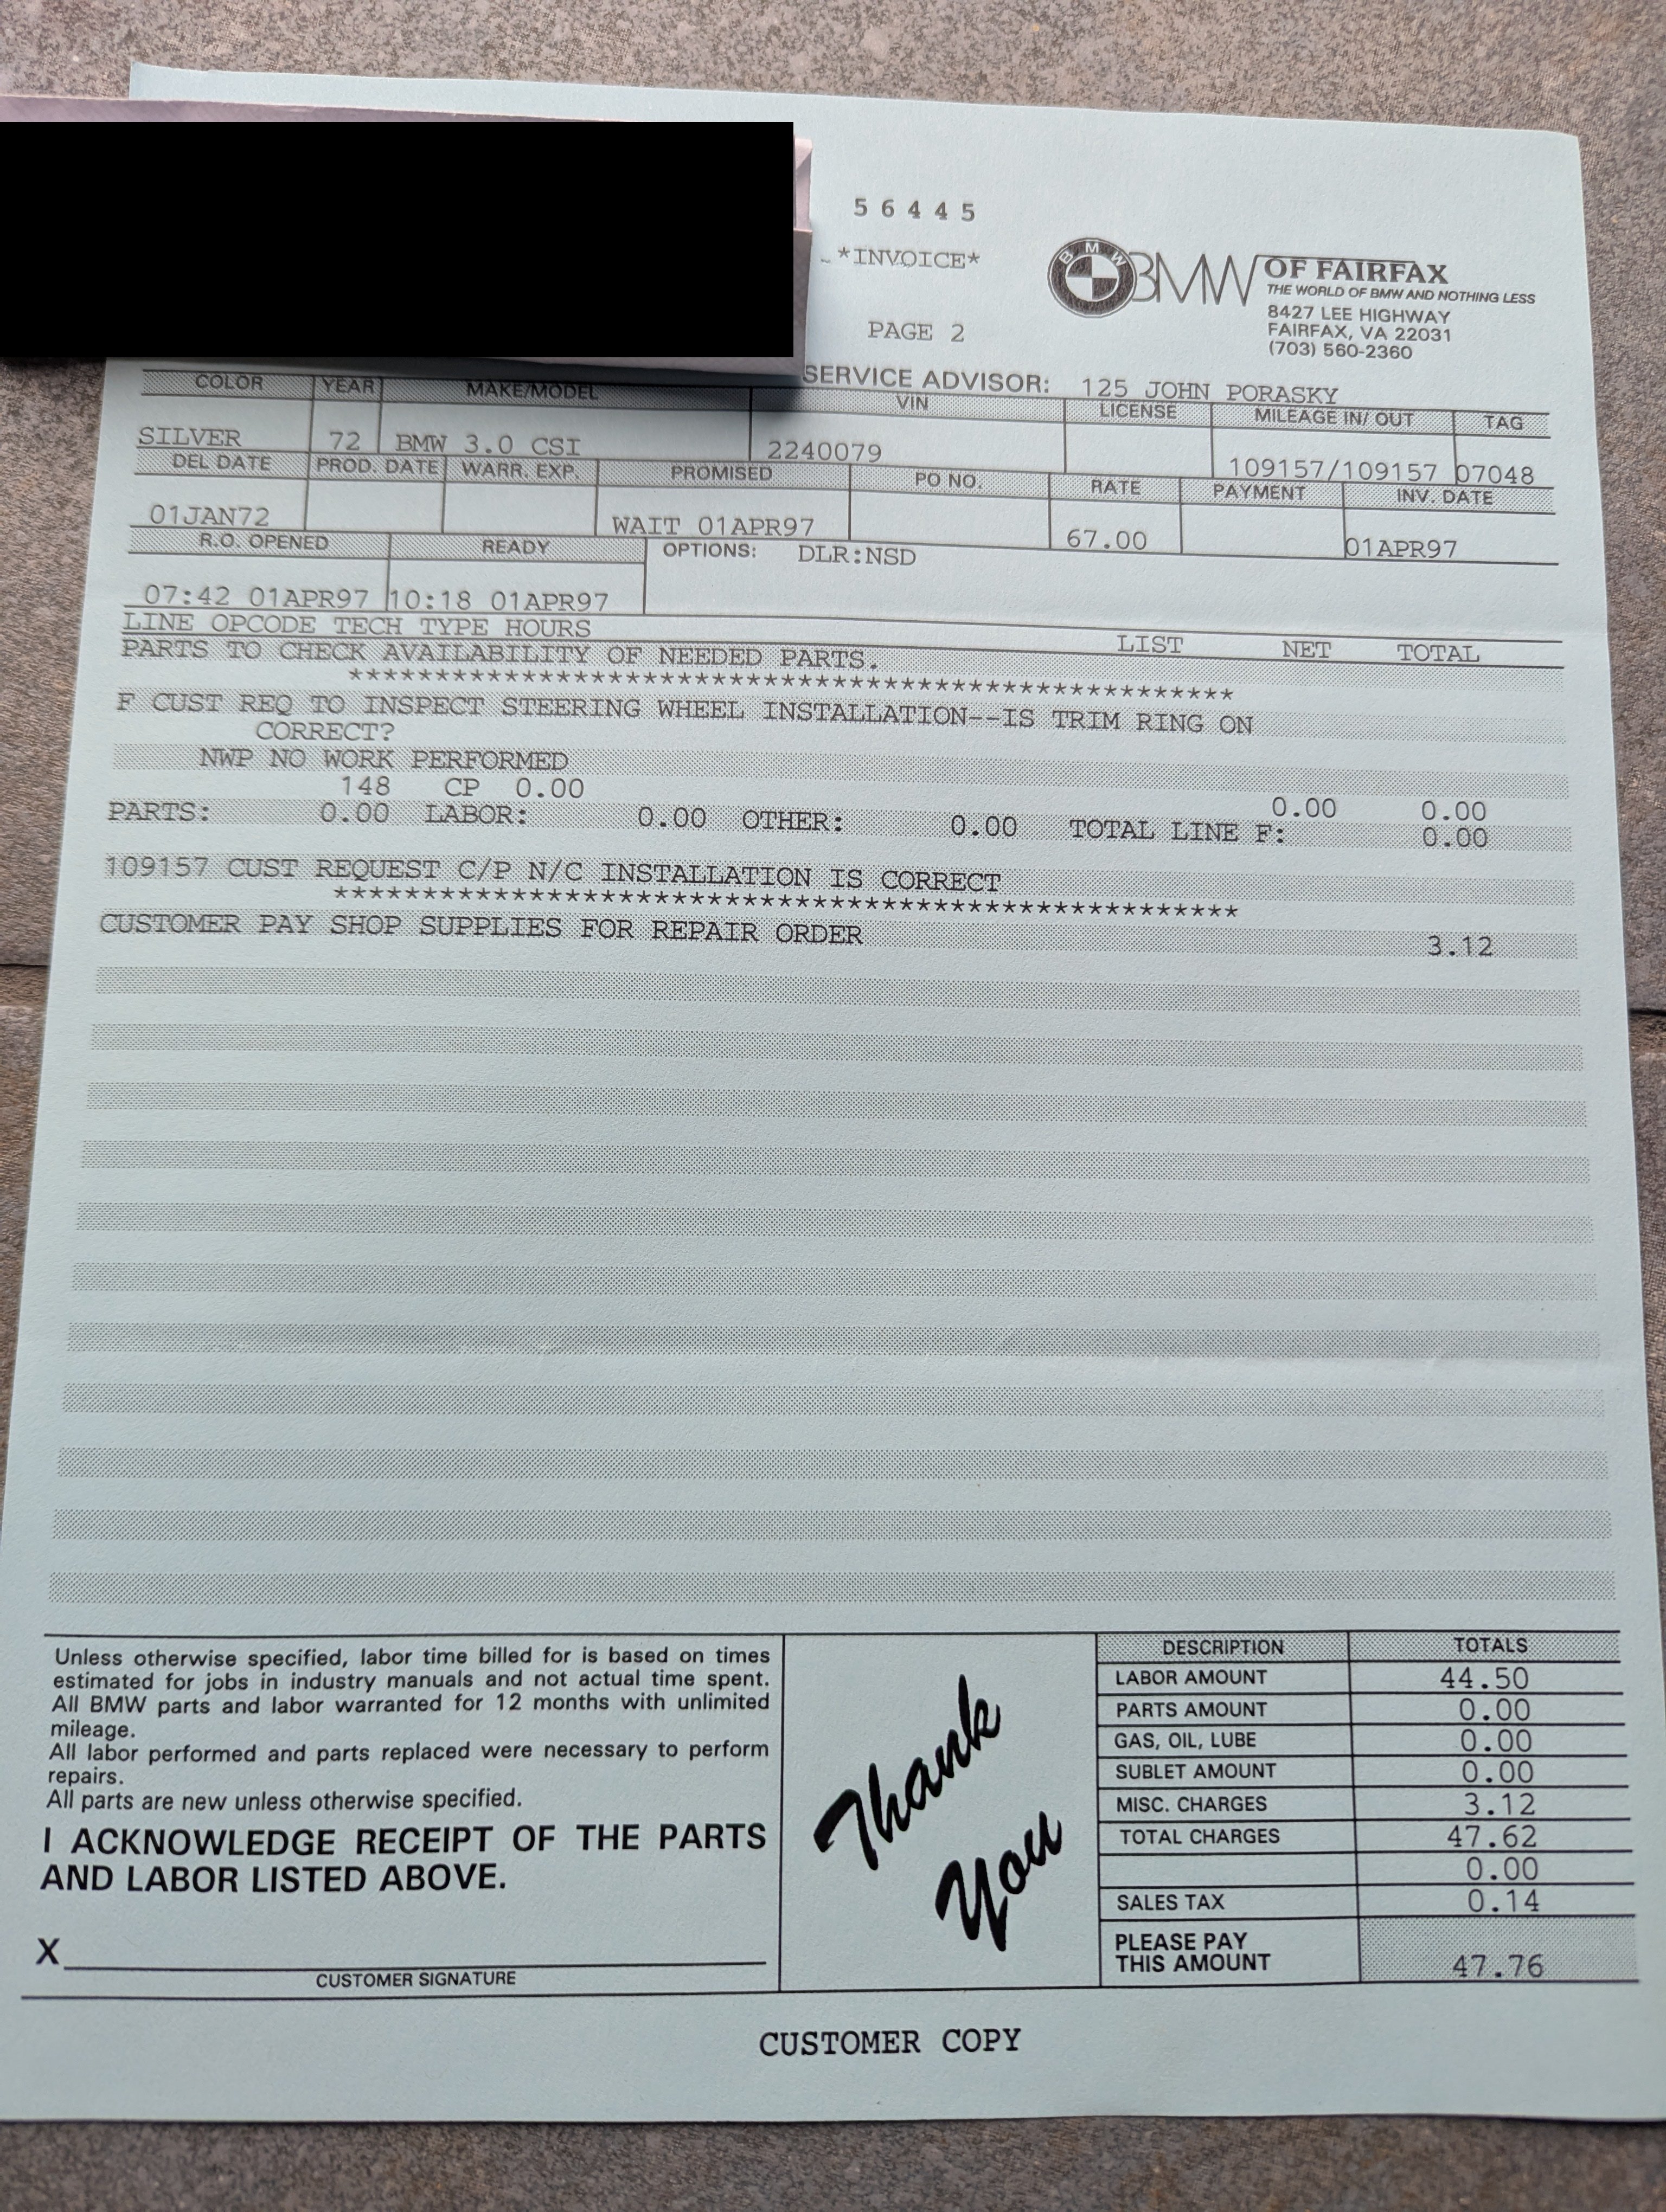 5 6 4 4 5
*INVOICE*
PAGE 2
BMW
BMW OF FAIRFAX
THE WORLD OF BMW AND NOTHING LESS
8427 LEE HIGHWAY
FAIRFAX, VA 22031
(703) 560-2360
SERVICE ADVISOR: 125 JOHN PORASKY
COLOR YEAR MAKE/MODEL VIN LICENSE MILEAGE IN/ OUT TAG
SILVER 72 BMW 3.0 CSI 2240079 109157/109157 07048
DEL DATE PROD. DATE WARR. EXP. PROMISED PO NO. RATE PAYMENT INV. DATE
01JAN72 WAIT 01APR97 67.00 01APR97
R.O. OPENED READY OPTIONS: DLR:NSD
07:42 01APR97 10:18 01APR97
LINE OPCODE TECH TYPE HOURS LIST NET TOTAL
PARTS TO CHECK AVAILABILITY OF NEEDED PARTS.
****************************************************
F CUST REQ TO INSPECT STEERING WHEEL INSTALLATION--IS TRIM RING ON
CORRECT?
NWP NO WORK PERFORMED
148 CP 0.00 0.00 0.00
PARTS: 0.00 LABOR: 0.00 OTHER: 0.00 TOTAL LINE F: 0.00
109157 CUST REQUEST C/P N/C INSTALLATION IS CORRECT
****************************************************
CUSTOMER PAY SHOP SUPPLIES FOR REPAIR ORDER 3.12
Unless otherwise specified, labor time billed for is based on times
estimated for jobs in industry manuals and not actual time spent.
All BMW parts and labor warranted for 12 months with unlimited
mileage.
All labor performed and parts replaced were necessary to perform
repairs.
All parts are new unless otherwise specified.
I ACKNOWLEDGE RECEIPT OF THE PARTS
AND LABOR LISTED ABOVE.
X
CUSTOMER SIGNATURE
Thank
You
DESCRIPTION TOTALS
LABOR AMOUNT 44.50
PARTS AMOUNT 0.00
GAS, OIL, LUBE 0.00
SUBLET AMOUNT 0.00
MISC. CHARGES 3.12
TOTAL CHARGES 47.62
0.00
SALES TAX 0.14
PLEASE PAY
THIS AMOUNT 47.76
CUSTOMER COPY